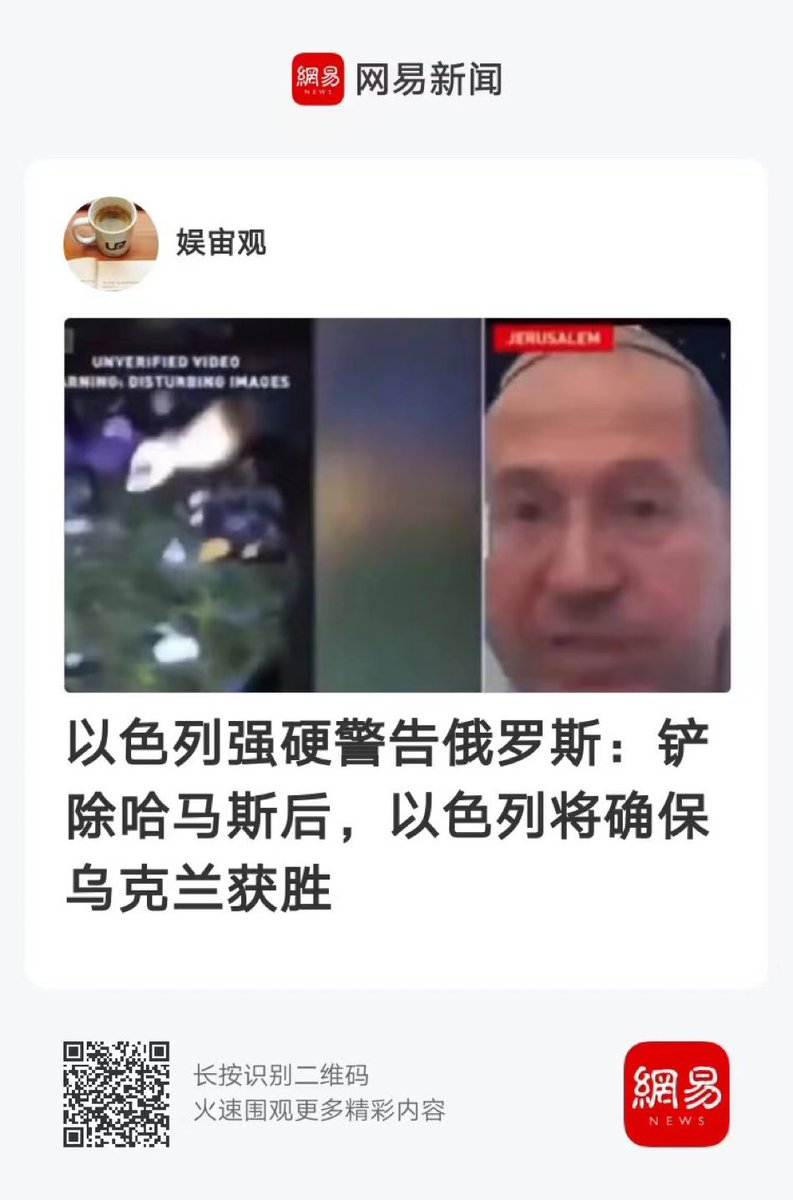 網易
NEWS
网易新闻
娱宙观
UNVERIFIED VIDEO
ARNING: DISTURBING IMAGES
JERUSALEM
以色列强硬警告俄罗斯：铲
除哈马斯后，以色列将确保
乌克兰获胜
长按识别二维码
火速围观更多精彩内容
網易
NEWS